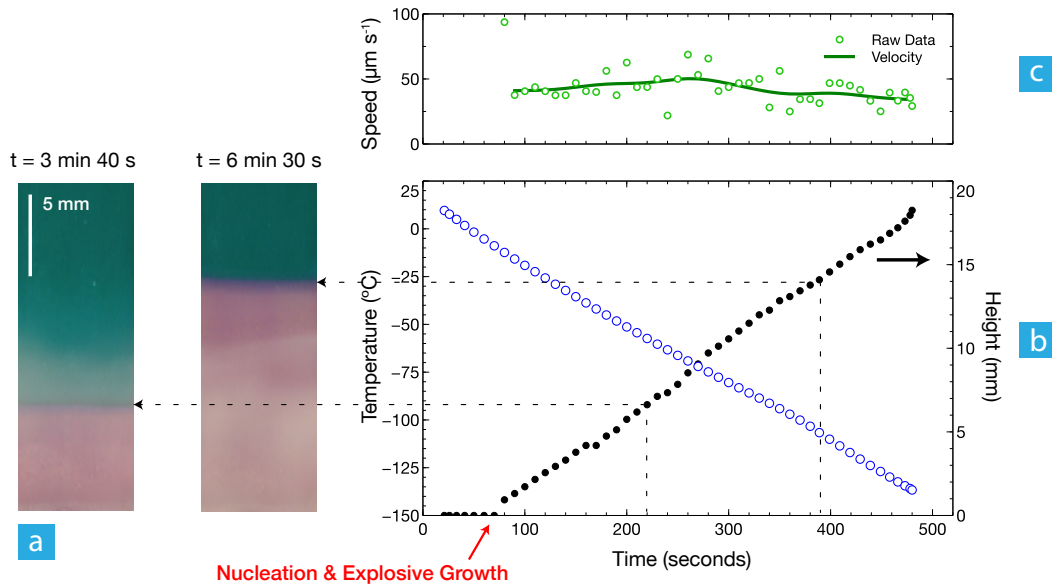 100
50
0
Speed (µm s⁻¹)
Raw Data
Velocity
c
t = 3 min 40 s
t = 6 min 30 s
5 mm
25
0
−25
−50
−75
−100
−125
−150
Temperature (ºC)
20
15
10
5
0
Height (mm)
b
0
100
200
300
400
500
Time (seconds)
a
Nucleation & Explosive Growth